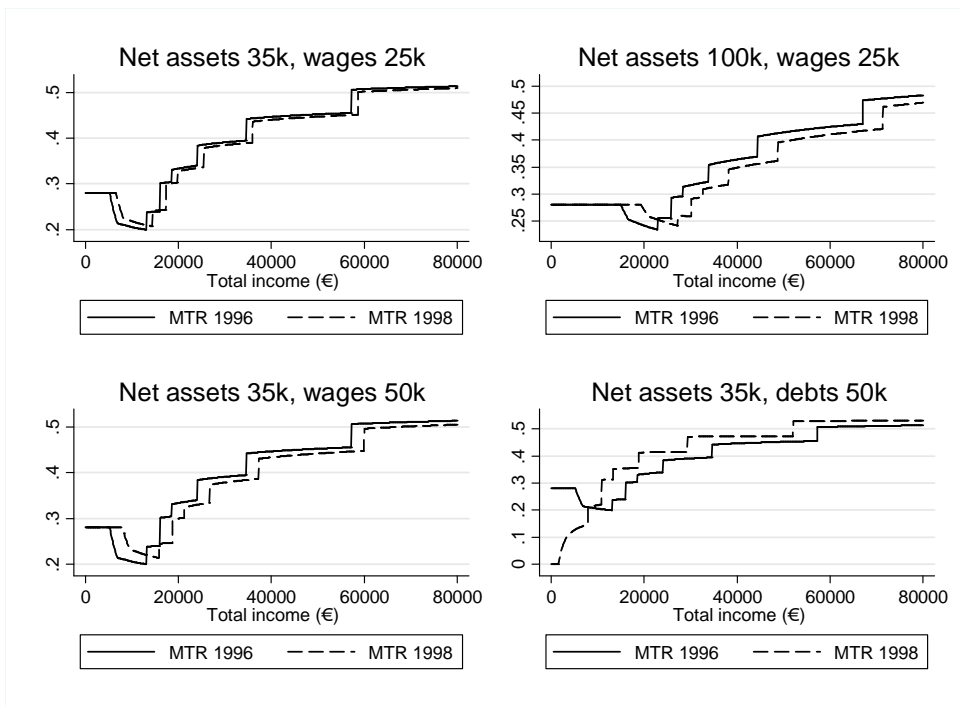 Net assets 35k, wages 25k
.5
.4
.3
.2
0 20000 40000 60000 80000
Total income (€)
MTR 1996 MTR 1998
Net assets 100k, wages 25k
.5
.45
.4
.35
.3
.25
0 20000 40000 60000 80000
Total income (€)
MTR 1996 MTR 1998
Net assets 35k, wages 50k
.5
.4
.3
.2
0 20000 40000 60000 80000
Total income (€)
MTR 1996 MTR 1998
Net assets 35k, debts 50k
.5
.4
.3
.2
.1
0
0 20000 40000 60000 80000
Total income (€)
MTR 1996 MTR 1998